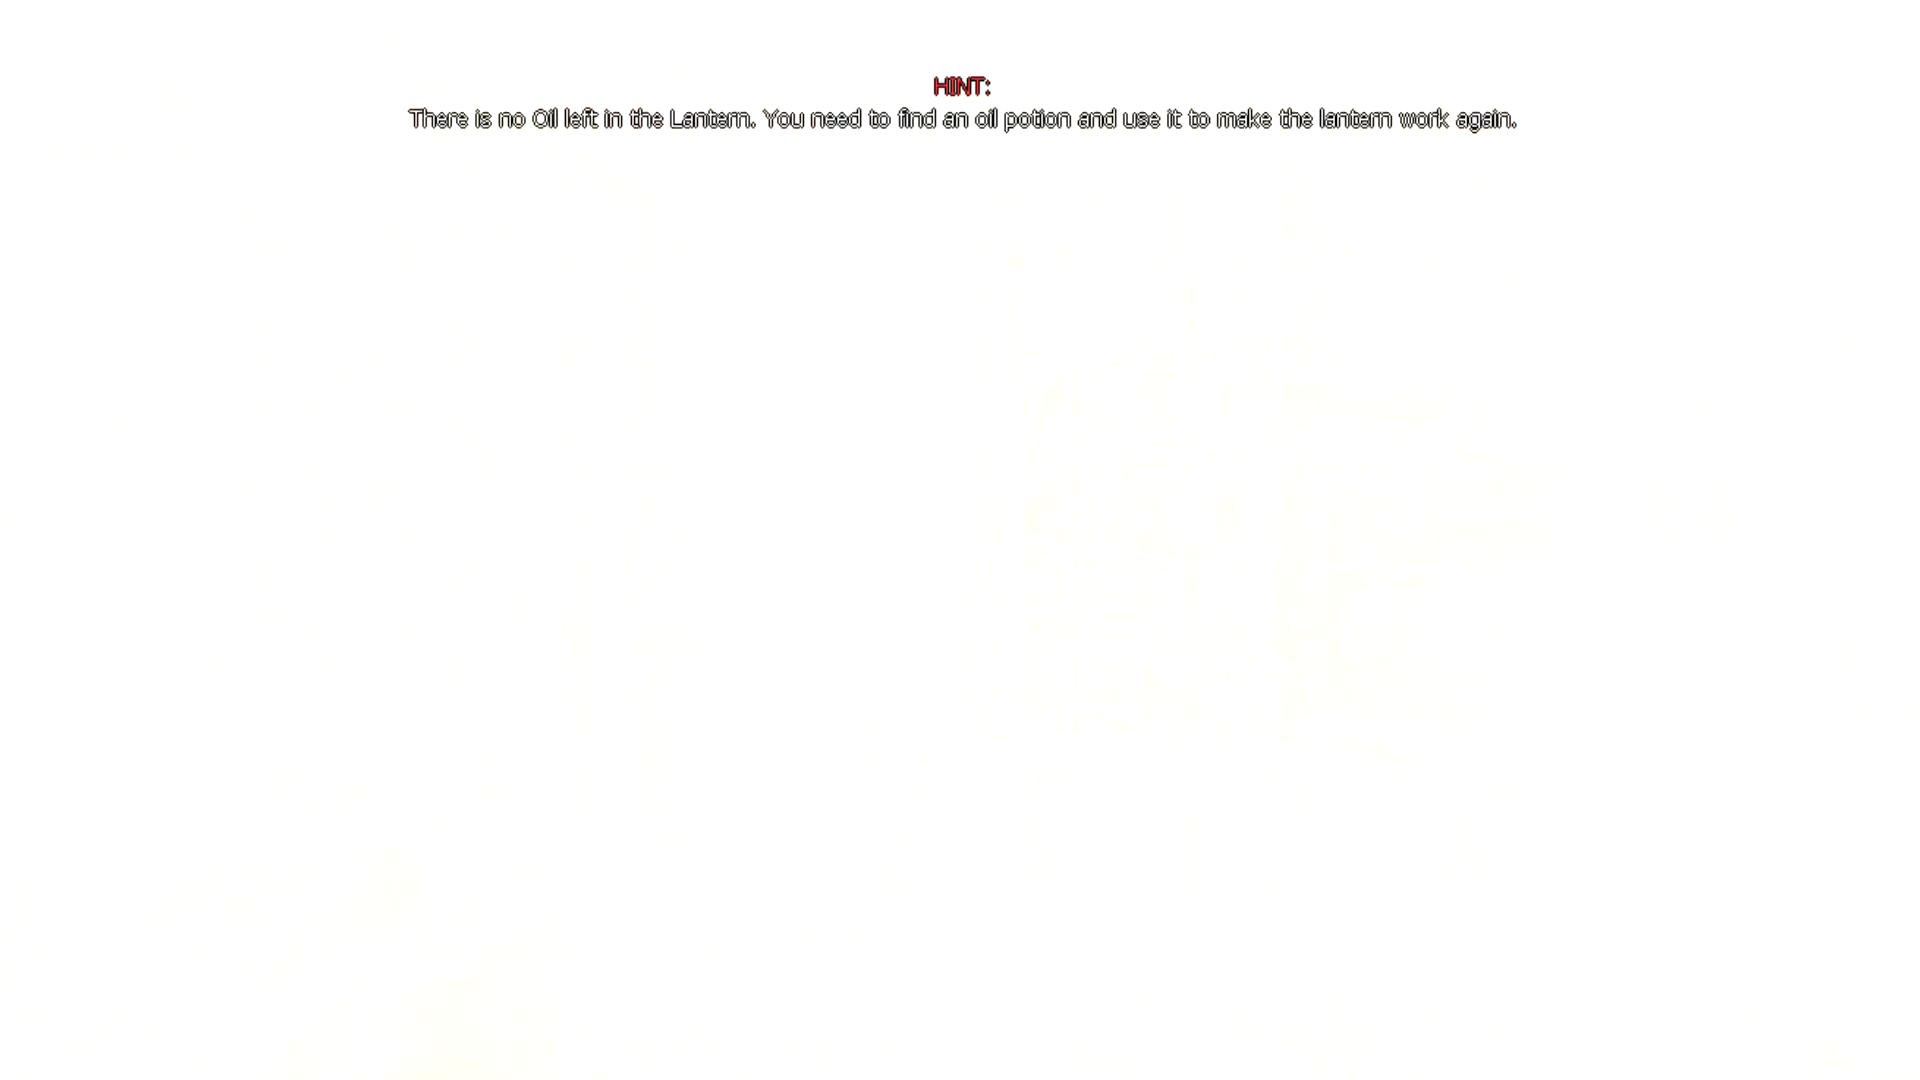 HINT:
There is no Oil left in the Lantern. You need to find an oil potion and use it to make the lantern work again.